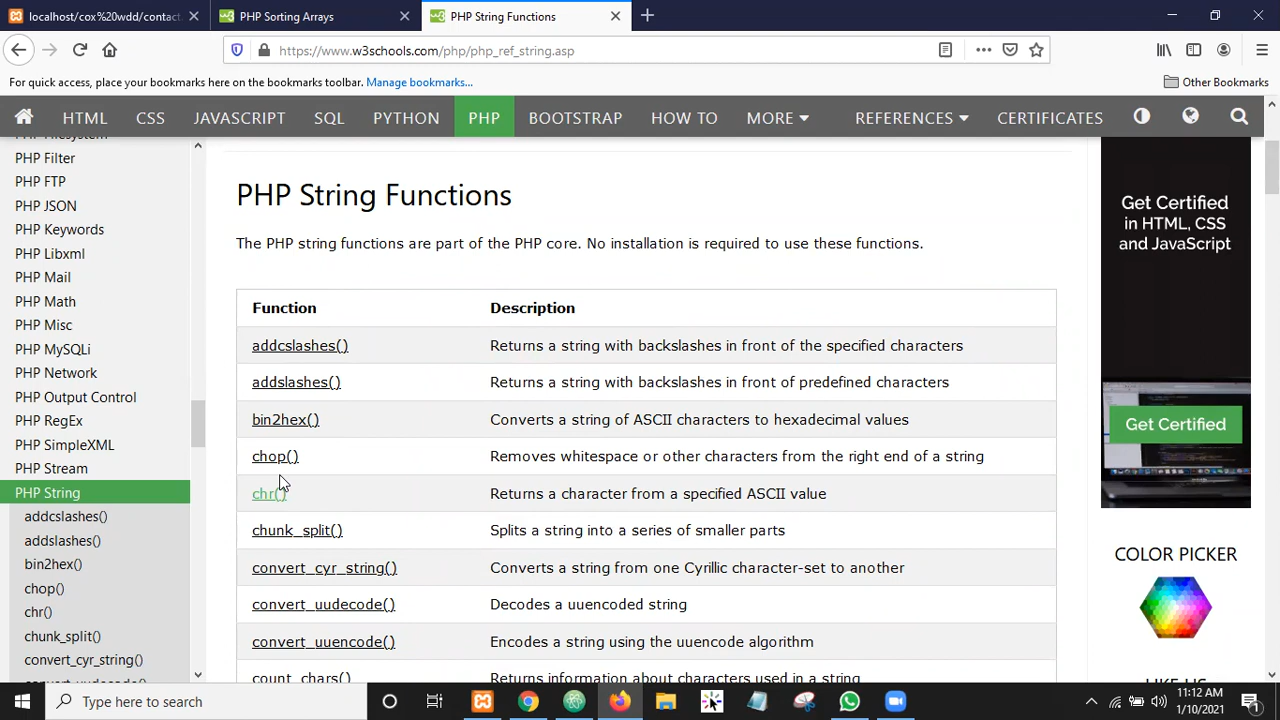 localhost/cox%20wdd/contact.
PHP Sorting Arrays
PHP String Functions
https://www.w3schools.com/php/php_ref_string.asp
For quick access, place your bookmarks here on the bookmarks toolbar. Manage bookmarks...
Other Bookmarks
HTML CSS JAVASCRIPT SQL PYTHON PHP BOOTSTRAP HOW TO MORE REFERENCES CERTIFICATES
PHP Filesystem
PHP Filter
PHP FTP
PHP JSON
PHP Keywords
PHP Libxml
PHP Mail
PHP Math
PHP Misc
PHP MySQLi
PHP Network
PHP Output Control
PHP RegEx
PHP SimpleXML
PHP Stream
PHP String
addcslashes()
addslashes()
bin2hex()
chop()
chr()
chunk_split()
convert_cyr_string()
convert_uudecode()
PHP String Functions
The PHP string functions are part of the PHP core. No installation is required to use these functions.
Function Description
addcslashes() Returns a string with backslashes in front of the specified characters
addslashes() Returns a string with backslashes in front of predefined characters
bin2hex() Converts a string of ASCII characters to hexadecimal values
chop() Removes whitespace or other characters from the right end of a string
chr() Returns a character from a specified ASCII value
chunk_split() Splits a string into a series of smaller parts
convert_cyr_string() Converts a string from one Cyrillic character-set to another
convert_uudecode() Decodes a uuencoded string
convert_uuencode() Encodes a string using the uuencode algorithm
count_chars() Returns information about characters used in a string
Get Certified
in HTML, CSS
and JavaScript
Get Certified
COLOR PICKER
LIKE US
Type here to search
11:12 AM
1/10/2021